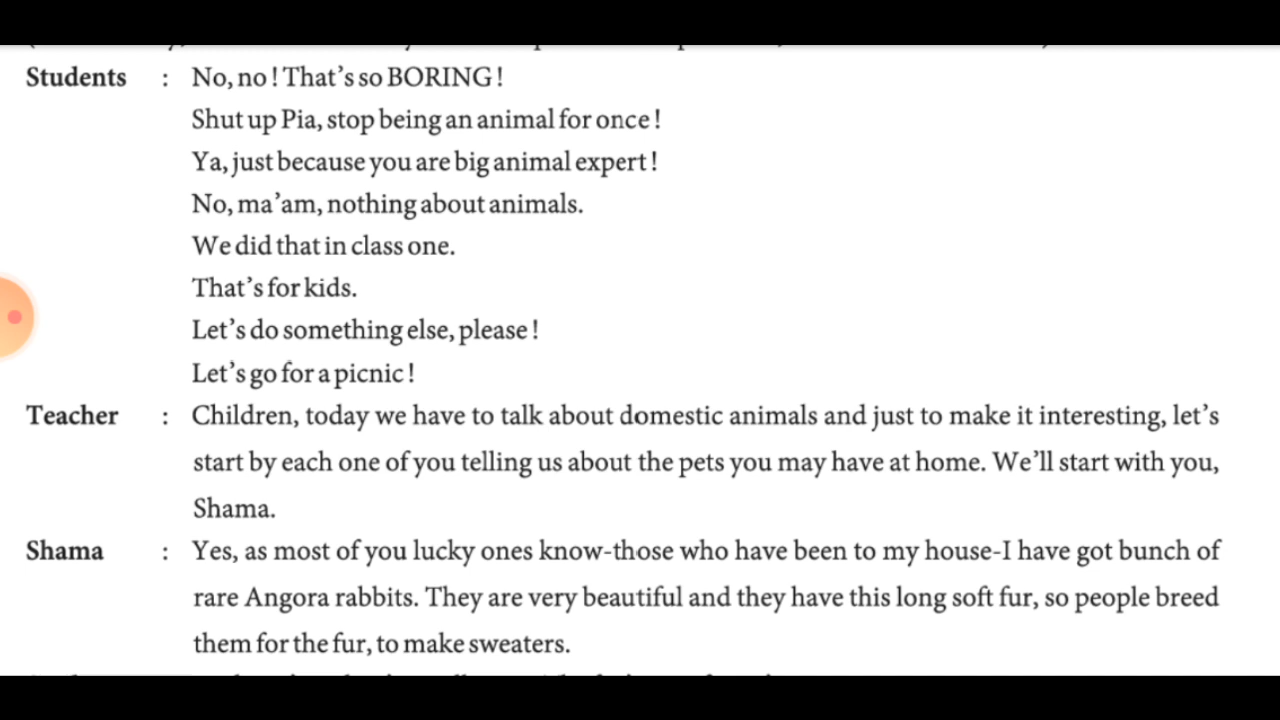 Students : No, no ! That's so BORING !
Shut up Pia, stop being an animal for once !
Ya, just because you are big animal expert !
No, ma'am, nothing about animals.
We did that in class one.
That's for kids.
Let's do something else, please !
Let's go for a picnic !
Teacher : Children, today we have to talk about domestic animals and just to make it interesting, let's
start by each one of you telling us about the pets you may have at home. We'll start with you,
Shama.
Shama : Yes, as most of you lucky ones know-those who have been to my house-I have got bunch of
rare Angora rabbits. They are very beautiful and they have this long soft fur, so people breed
them for the fur, to make sweaters.